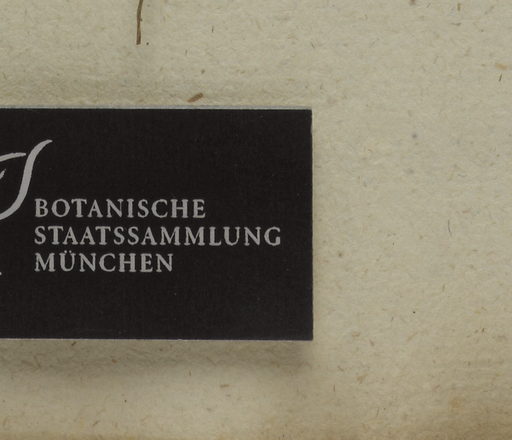 BOTANISCHE
STAATSSAMMLUNG
MÜNCHEN